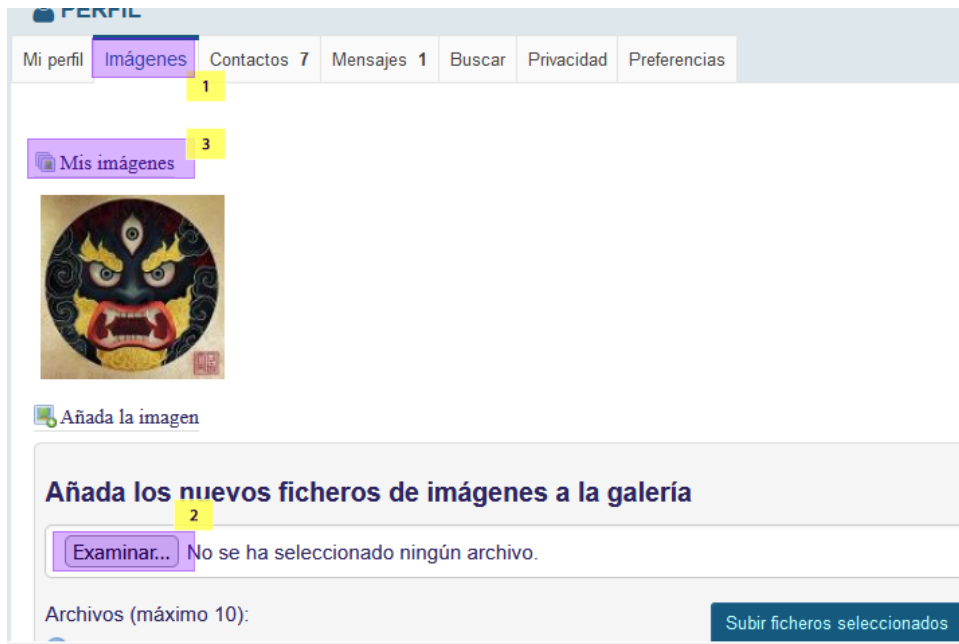 PERFIL
Mi perfil Imágenes Contactos 7 Mensajes 1 Buscar Privacidad Preferencias
1
3
Mis imágenes
Añada la imagen
Añada los nuevos ficheros de imágenes a la galería
2
Examinar... No se ha seleccionado ningún archivo.
Archivos (máximo 10):
Subir ficheros seleccionados